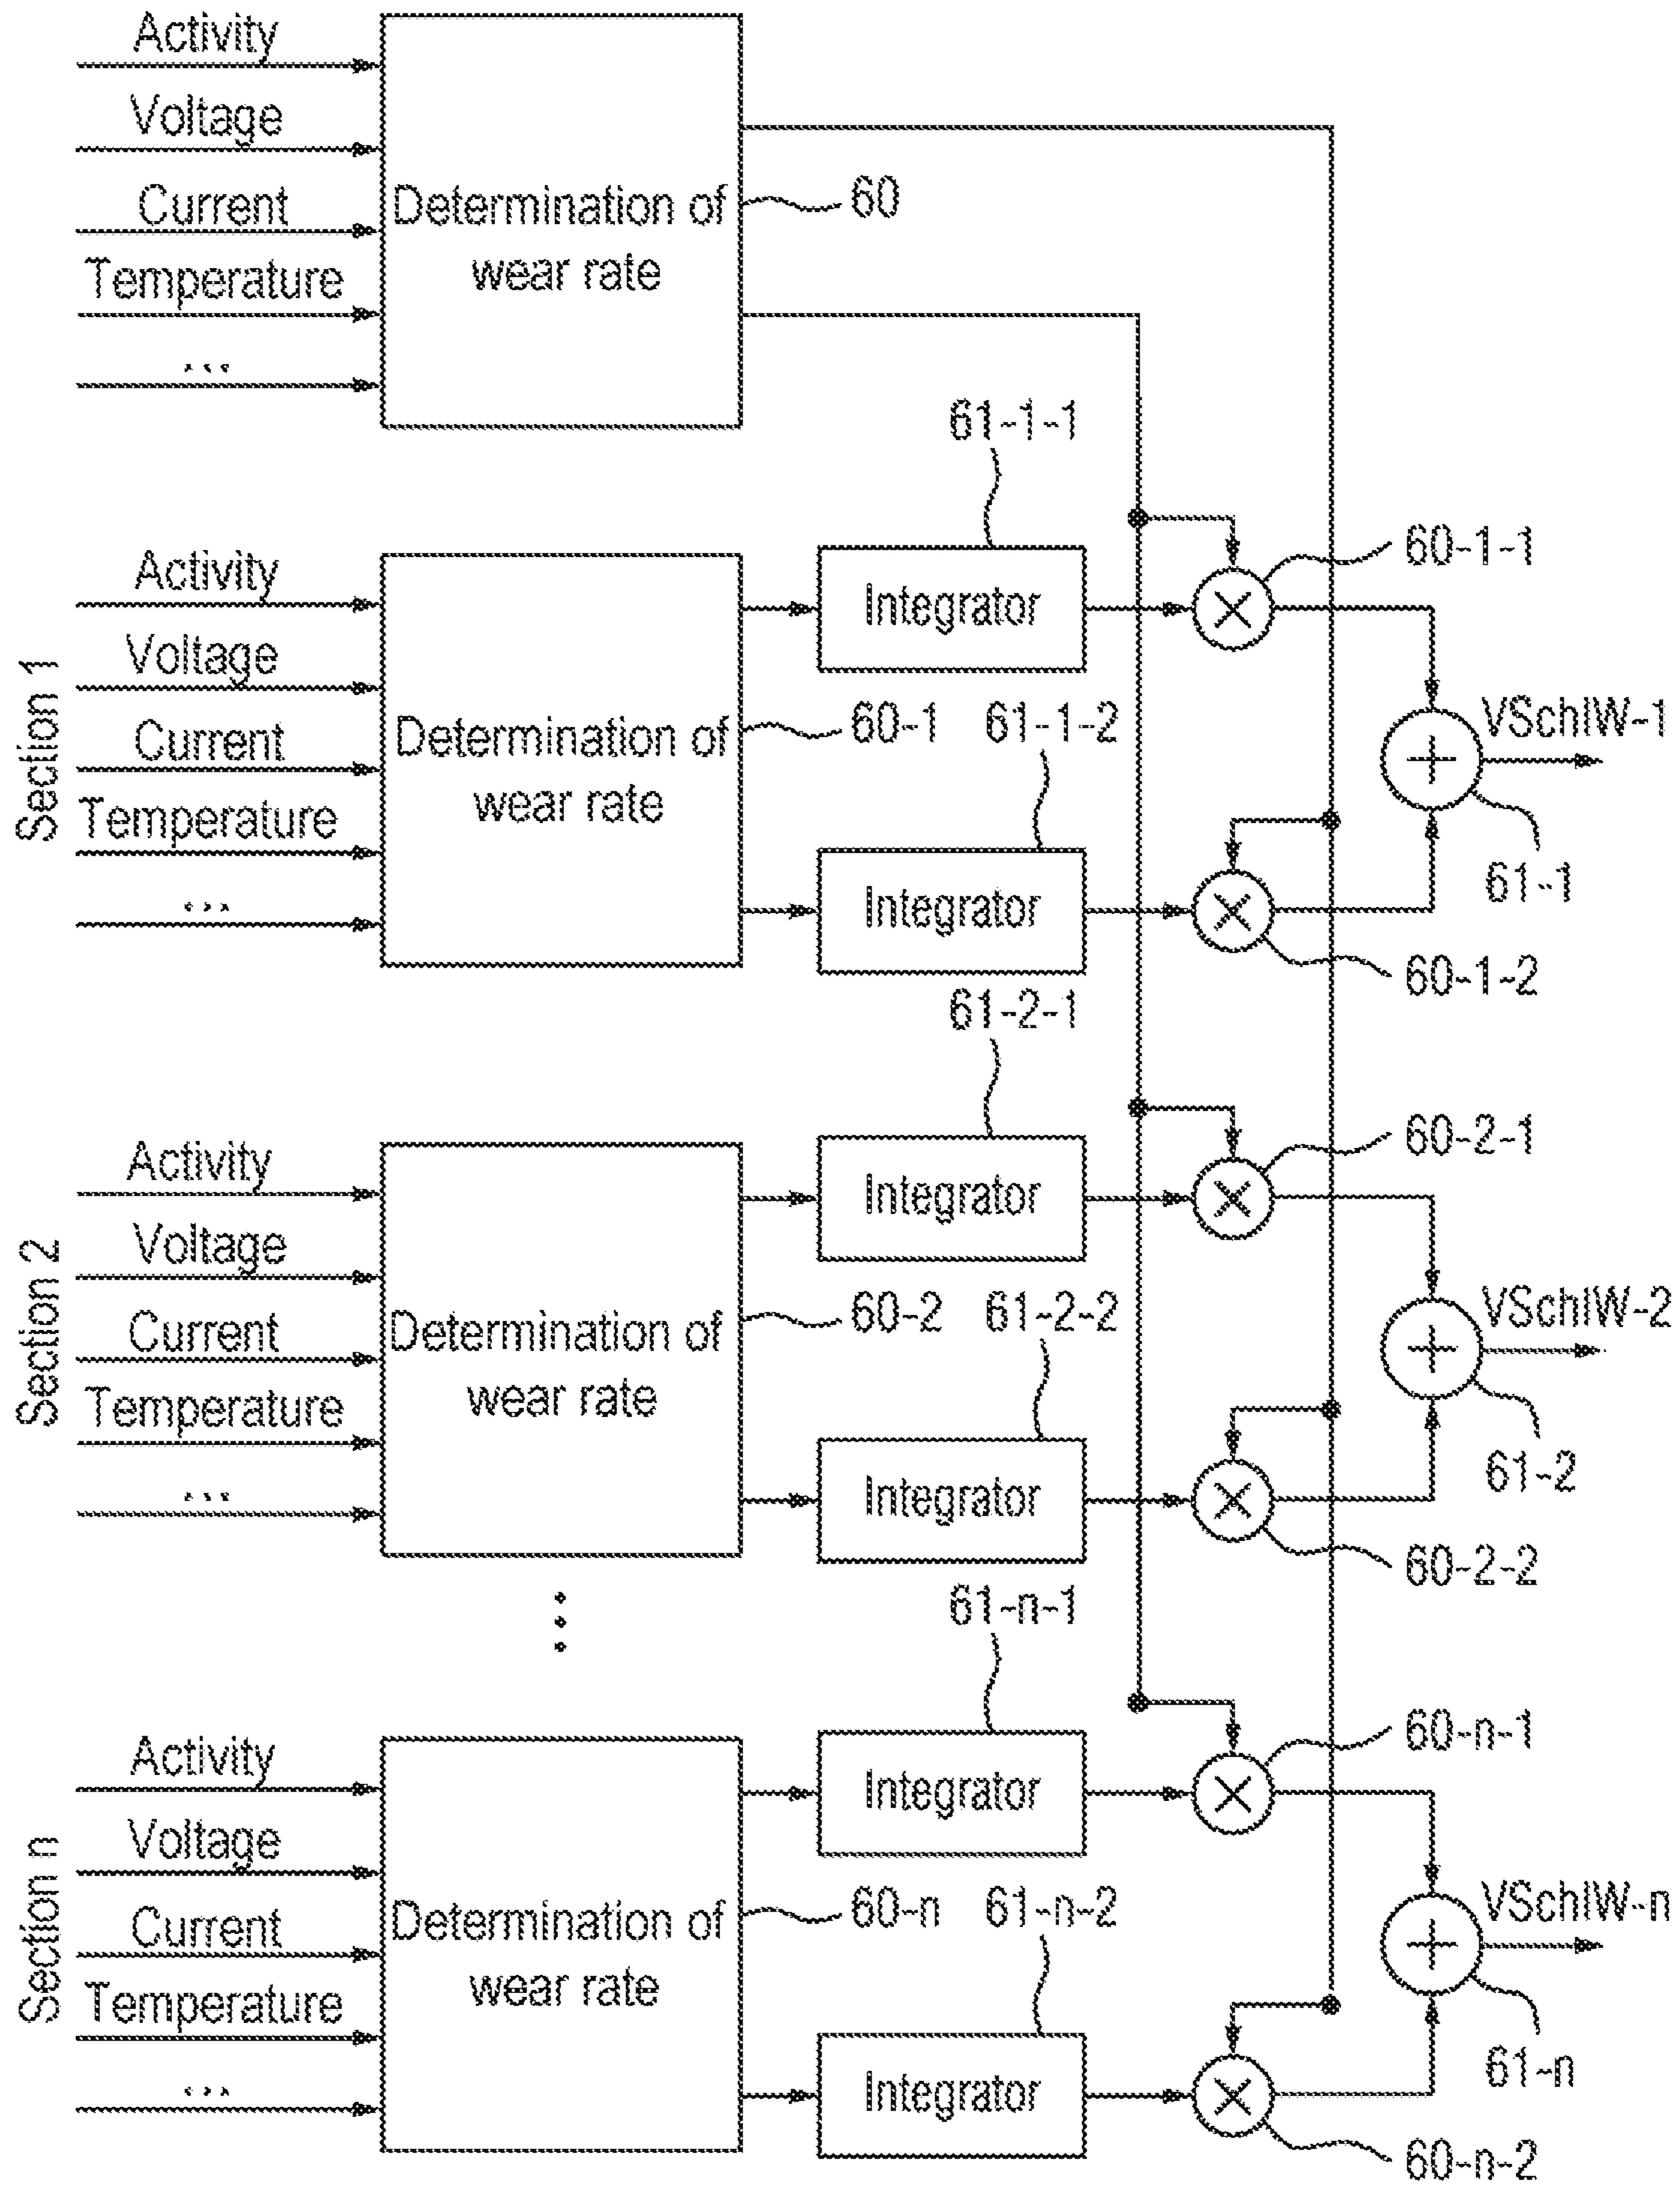 Activity
Voltage
Current
Temperature
...
Determination of
wear rate
60
Section 1
Activity
Voltage
Current
Temperature
...
Determination of
wear rate
60-1
61-1-1
Integrator
61-1-2
Integrator
60-1-1
60-1-2
VSchlW-1
61-1
Section 2
Activity
Voltage
Current
Temperature
...
Determination of
wear rate
60-2
61-2-1
Integrator
61-2-2
Integrator
60-2-1
60-2-2
VSchlW-2
61-2
Section n
Activity
Voltage
Current
Temperature
...
Determination of
wear rate
60-n
61-n-1
Integrator
61-n-2
Integrator
60-n-1
60-n-2
VSchlW-n
61-n